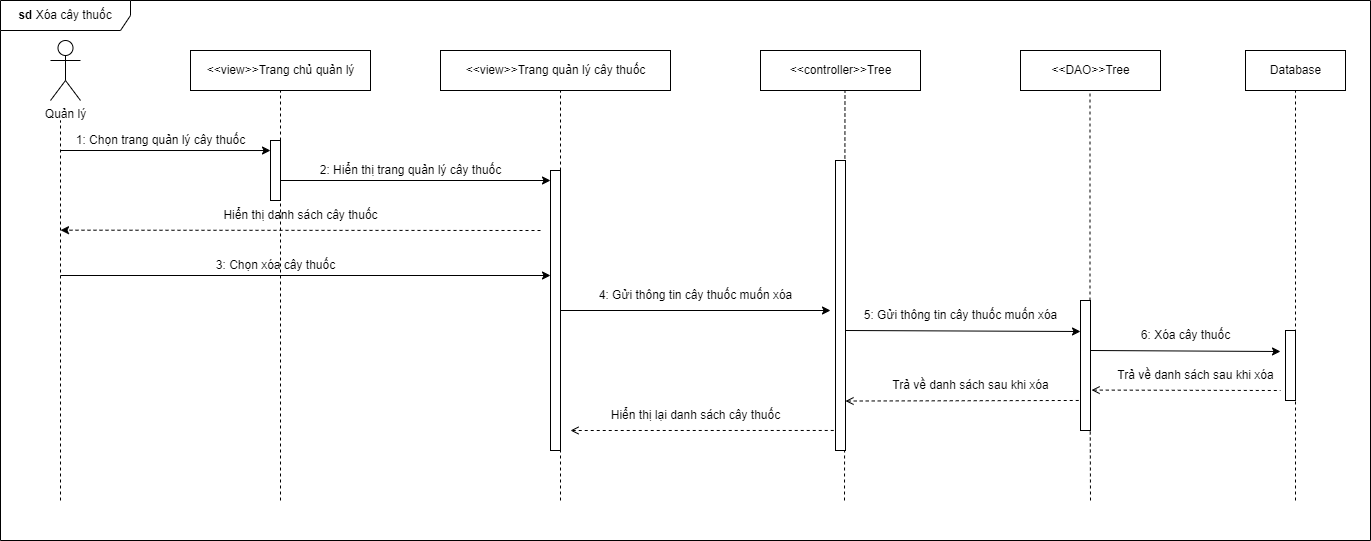 sd Xóa cây thuốc
Quản lý
<<view>>Trang chủ quản lý
<<view>>Trang quản lý cây thuốc
<<controller>>Tree
<<DAO>>Tree
Database
1: Chọn trang quản lý cây thuốc
2: Hiển thị trang quản lý cây thuốc
Hiển thị danh sách cây thuốc
3: Chọn xóa cây thuốc
4: Gửi thông tin cây thuốc muốn xóa
5: Gửi thông tin cây thuốc muốn xóa
6: Xóa cây thuốc
Trả về danh sách sau khi xóa
Trả về danh sách sau khi xóa
Hiển thị lại danh sách cây thuốc